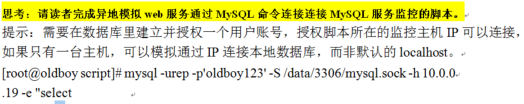 思考：请读者完成异地模拟 web 服务通过 MySQL 命令连接连接 MySQL 服务监控的脚本。
提示：需要在数据库里建立并授权一个用户账号，授权脚本所在的监控主机 IP 可以连接，
如果只有一台主机，可以模拟通过 IP 连接本地数据库，而非默认的 localhost。
[root@oldboy script]# mysql -urep -p'oldboy123' -S /data/3306/mysql.sock -h 10.0.0
.19 -e "select